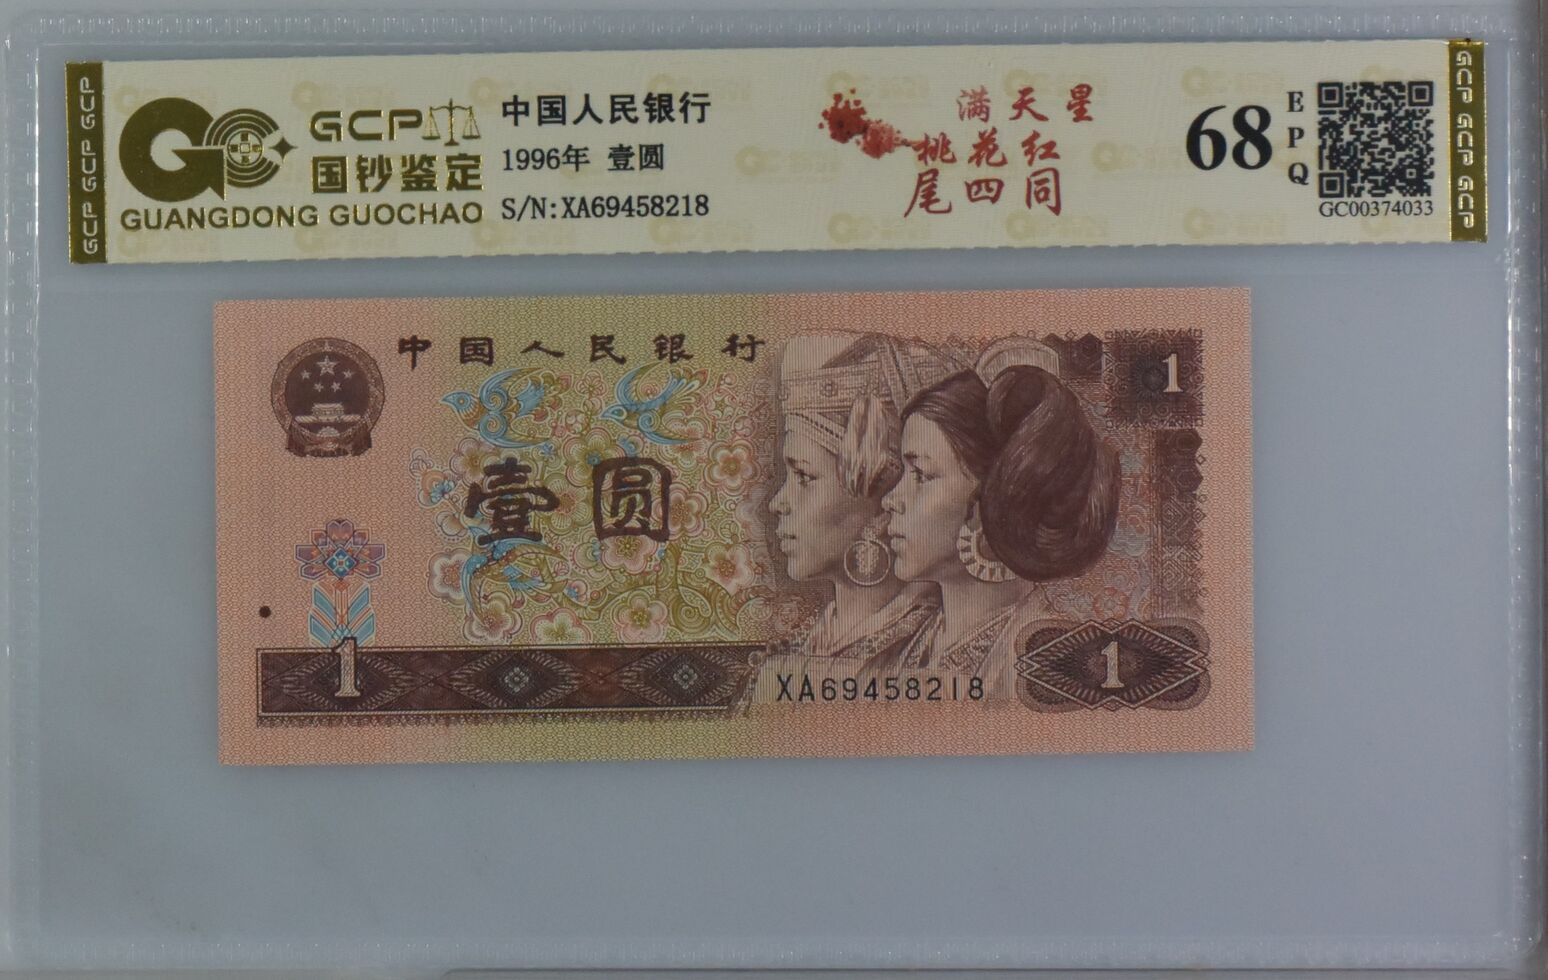 GCP GCP GCP
GCP
国钞鉴定
GUANGDONG GUOCHAO
中国人民银行
1996年 壹圆
S/N:XA69458218
满天星
桃花红
尾四同
68
EPQ
GC00374033
GCP GCP GCP
中国人民银行
1
壹圆
1
XA69458218
1